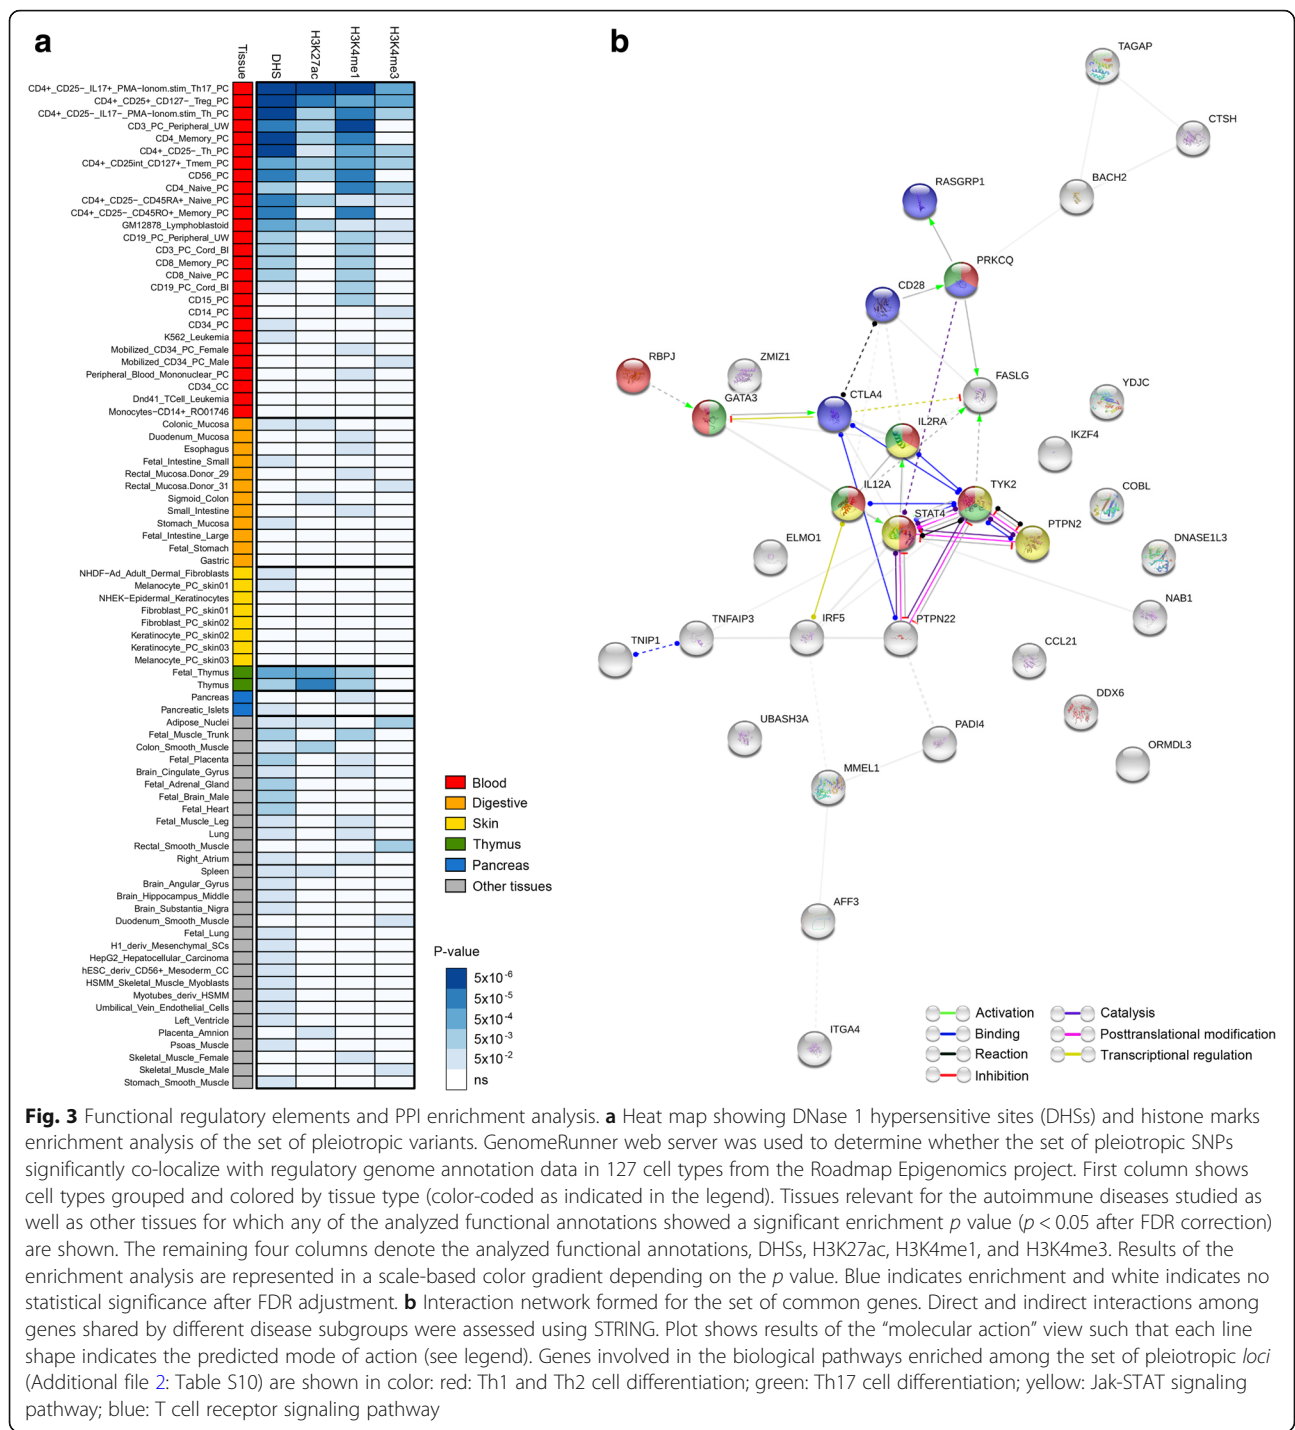 a
Tissue
DHS
H3K27ac
H3K4me1
H3K4me3
CD4+_CD25-_IL17+_PMA-Ionom.stim_Th17_PC
CD4+_CD25+_CD127-_Treg_PC
CD4+_CD25-_IL17-_PMA-Ionom.stim_Th_PC
CD3_PC_Peripheral_UW
CD4_Memory_PC
CD4+_CD25-_Th_PC
CD4+_CD25int_CD127+_Tmem_PC
CD56_PC
CD4_Naive_PC
CD4+_CD25-_CD45RA+_Naive_PC
CD4+_CD25-_CD45RO+_Memory_PC
GM12878_Lymphoblastoid
CD19_PC_Peripheral_UW
CD3_PC_Cord_BI
CD8_Memory_PC
CD8_Naive_PC
CD19_PC_Cord_BI
CD15_PC
CD14_PC
CD34_PC
K562_Leukemia
Mobilized_CD34_PC_Female
Mobilized_CD34_PC_Male
Peripheral_Blood_Mononuclear_PC
CD34_CC
Dnd41_TCell_Leukemia
Monocytes-CD14+_RO01746
Colonic_Mucosa
Duodenum_Mucosa
Esophagus
Fetal_Intestine_Small
Rectal_Mucosa.Donor_29
Rectal_Mucosa.Donor_31
Sigmoid_Colon
Small_Intestine
Stomach_Mucosa
Fetal_Intestine_Large
Fetal_Stomach
Gastric
NHDF-Ad_Adult_Dermal_Fibroblasts
Melanocyte_PC_skin01
NHEK-Epidermal_Keratinocytes
Fibroblast_PC_skin01
Fibroblast_PC_skin02
Keratinocyte_PC_skin02
Keratinocyte_PC_skin03
Melanocyte_PC_skin03
Fetal_Thymus
Thymus
Pancreas
Pancreatic_Islets
Adipose_Nuclei
Fetal_Muscle_Trunk
Colon_Smooth_Muscle
Fetal_Placenta
Brain_Cingulate_Gyrus
Fetal_Adrenal_Gland
Fetal_Brain_Male
Fetal_Heart
Fetal_Muscle_Leg
Lung
Rectal_Smooth_Muscle
Right_Atrium
Spleen
Brain_Angular_Gyrus
Brain_Hippocampus_Middle
Brain_Substantia_Nigra
Duodenum_Smooth_Muscle
Fetal_Lung
H1_deriv_Mesenchymal_SCs
HepG2_Hepatocellular_Carcinoma
hESC_deriv_CD56+_Mesoderm_CC
HSMM_Skeletal_Muscle_Myoblasts
Myotubes_deriv_HSMM
Umbilical_Vein_Endothelial_Cells
Left_Ventricle
Placenta_Amnion
Psoas_Muscle
Skeletal_Muscle_Female
Skeletal_Muscle_Male
Stomach_Smooth_Muscle
Blood
Digestive
Skin
Thymus
Pancreas
Other tissues
P-value
5x10-6
5x10-5
5x10-4
5x10-3
5x10-2
ns
b
TAGAP
CTSH
BACH2
RASGRP1
PRKCQ
CD28
RBPJ
ZMIZ1
FASLG
YDJC
GATA3
CTLA4
IL2RA
IKZF4
IL12A
TYK2
COBL
STAT4
PTPN2
ELMO1
DNASE1L3
NAB1
TNFAIP3
IRF5
PTPN22
TNIP1
CCL21
DDX6
UBASH3A
PADI4
ORMDL3
MMEL1
AFF3
ITGA4
Activation
Binding
Reaction
Inhibition
Catalysis
Posttranslational modification
Transcriptional regulation
Fig. 3 Functional regulatory elements and PPI enrichment analysis. a Heat map showing DNase 1 hypersensitive sites (DHSs) and histone marks
enrichment analysis of the set of pleiotropic variants. GenomeRunner web server was used to determine whether the set of pleiotropic SNPs
significantly co-localize with regulatory genome annotation data in 127 cell types from the Roadmap Epigenomics project. First column shows
cell types grouped and colored by tissue type (color-coded as indicated in the legend). Tissues relevant for the autoimmune diseases studied as
well as other tissues for which any of the analyzed functional annotations showed a significant enrichment p value (p < 0.05 after FDR correction)
are shown. The remaining four columns denote the analyzed functional annotations, DHSs, H3K27ac, H3K4me1, and H3K4me3. Results of the
enrichment analysis are represented in a scale-based color gradient depending on the p value. Blue indicates enrichment and white indicates no
statistical significance after FDR adjustment. b Interaction network formed for the set of common genes. Direct and indirect interactions among
genes shared by different disease subgroups were assessed using STRING. Plot shows results of the “molecular action” view such that each line
shape indicates the predicted mode of action (see legend). Genes involved in the biological pathways enriched among the set of pleiotropic loci
(Additional file 2: Table S10) are shown in color: red: Th1 and Th2 cell differentiation; green: Th17 cell differentiation; yellow: Jak-STAT signaling
pathway; blue: T cell receptor signaling pathway